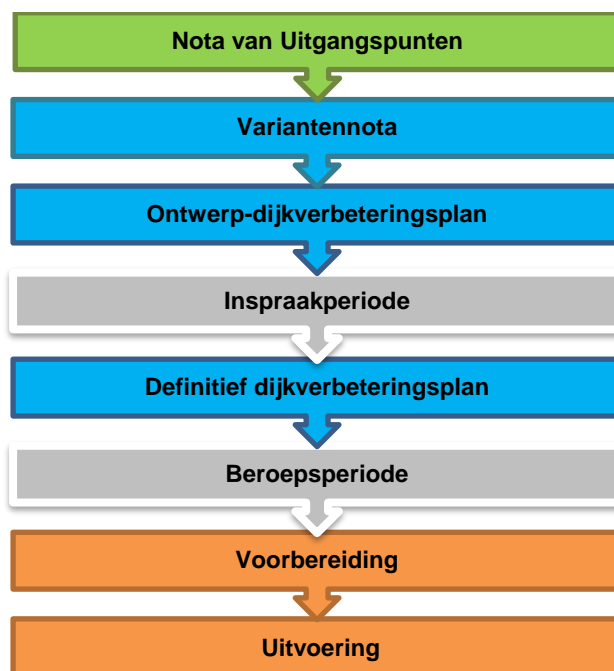 Nota van Uitgangspunten
Variantennota
Ontwerp-dijkverbeteringsplan
Inspraakperiode
Definitief dijkverbeteringsplan
Beroepsperiode
Voorbereiding
Uitvoering